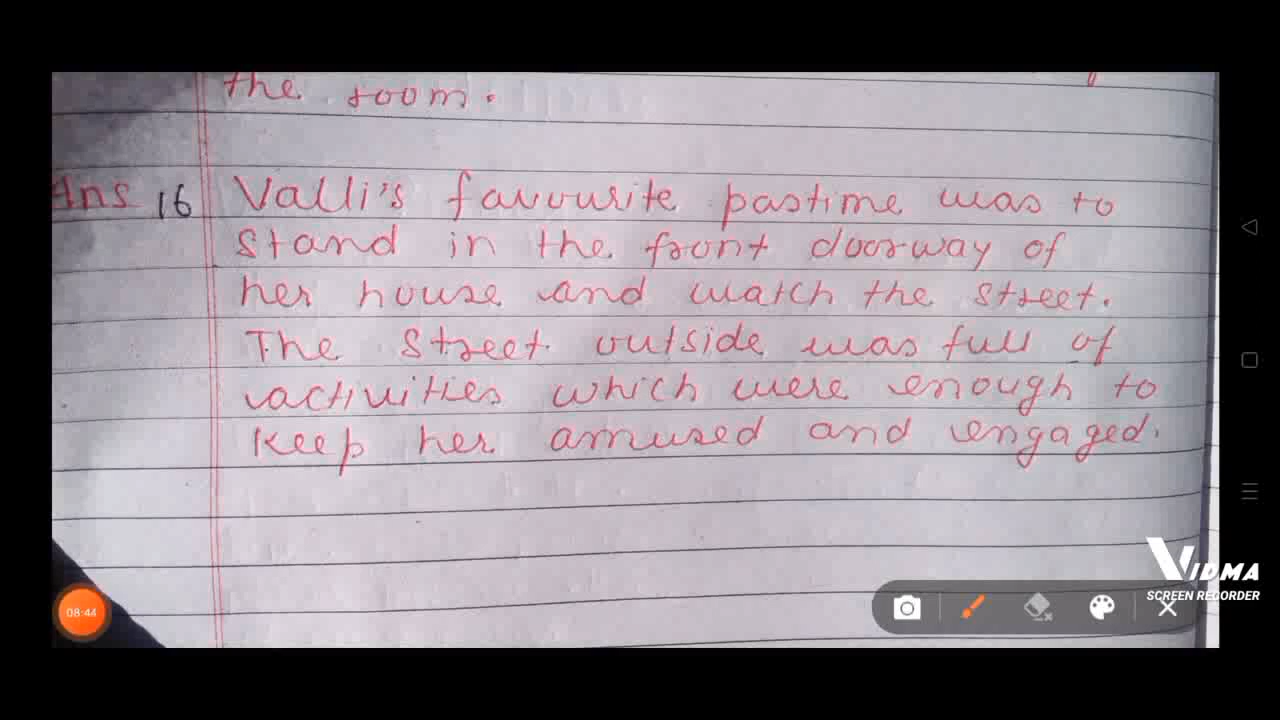 the room.
Ans 16 Valli's favourite pastime was to
stand in the front doorway of
her house and watch the street.
The street outside was full of
activities which were enough to
keep her amused and engaged.
08:44
VIDMA
SCREEN RECORDER